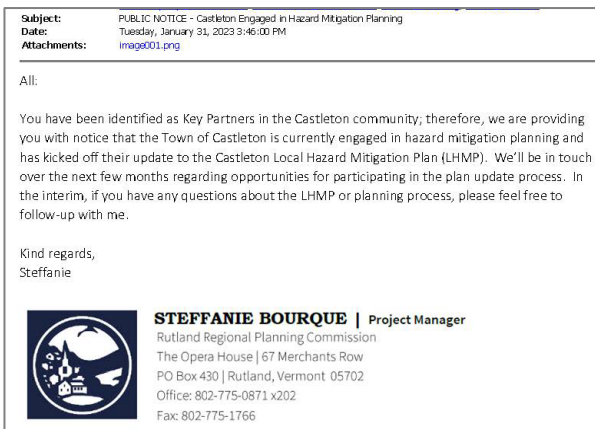 Subject: PUBLIC NOTICE - Castleton Engaged in Hazard Mitigation Planning
Date: Tuesday, January 31, 2023 3:46:00 PM
Attachments: image001.png
All:
You have been identified as Key Partners in the Castleton community; therefore, we are providing
you with notice that the Town of Castleton is currently engaged in hazard mitigation planning and
has kicked off their update to the Castleton Local Hazard Mitigation Plan (LHMP).  We'll be in touch
over the next few months regarding opportunities for participating in the plan update process.  In
the interim, if you have any questions about the LHMP or planning process, please feel free to
follow-up with me.
Kind regards,
Steffanie
STEFFANIE BOURQUE | Project Manager
Rutland Regional Planning Commission
The Opera House | 67 Merchants Row
PO Box 430 | Rutland, Vermont 05702
Office: 802-775-0871 x202
Fax: 802-775-1766